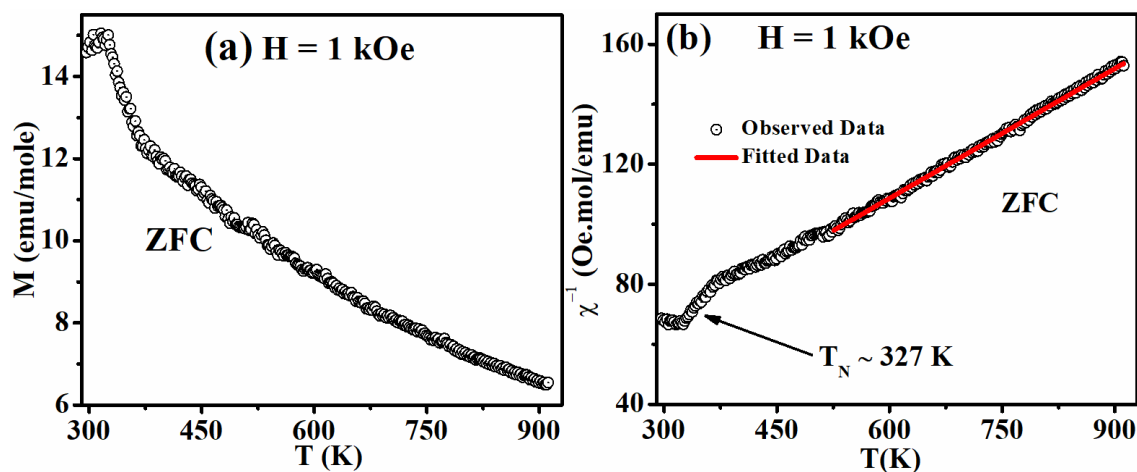 (a) H = 1 kOe
M (emu/mole)
14
12
10
8
6
ZFC
300 450 600 750 900
T (K)
(b) H = 1 kOe
χ⁻¹ (Oe.mol/emu)
160
120
80
40
Observed Data
Fitted Data
ZFC
T_N ~ 327 K
300 450 600 750 900
T(K)